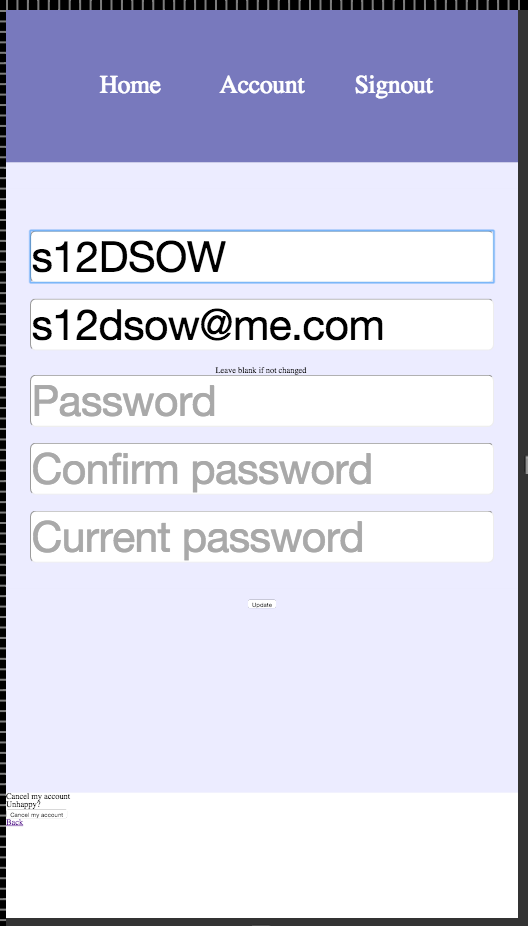 Home Account Signout
s12DSOW
s12dsow@me.com
Leave blank if not changed
Password
Confirm password
Current password
Update
Cancel my account
Unhappy?
Cancel my account
Back